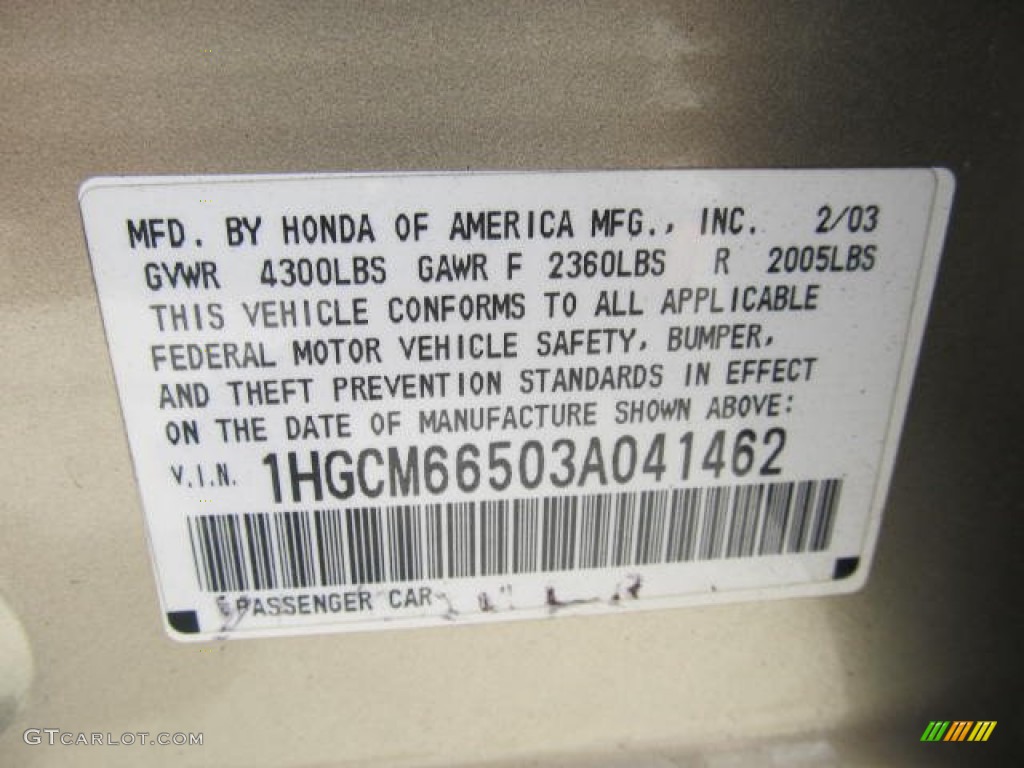 MFD. BY HONDA OF AMERICA MFG., INC. 2/03
GVWR 4300LBS GAWR F 2360LBS R 2005LBS
THIS VEHICLE CONFORMS TO ALL APPLICABLE
FEDERAL MOTOR VEHICLE SAFETY, BUMPER,
AND THEFT PREVENTION STANDARDS IN EFFECT
ON THE DATE OF MANUFACTURE SHOWN ABOVE:
V.I.N. 1HGCM66503A041462
PASSENGER CAR
GTCARLOT.COM